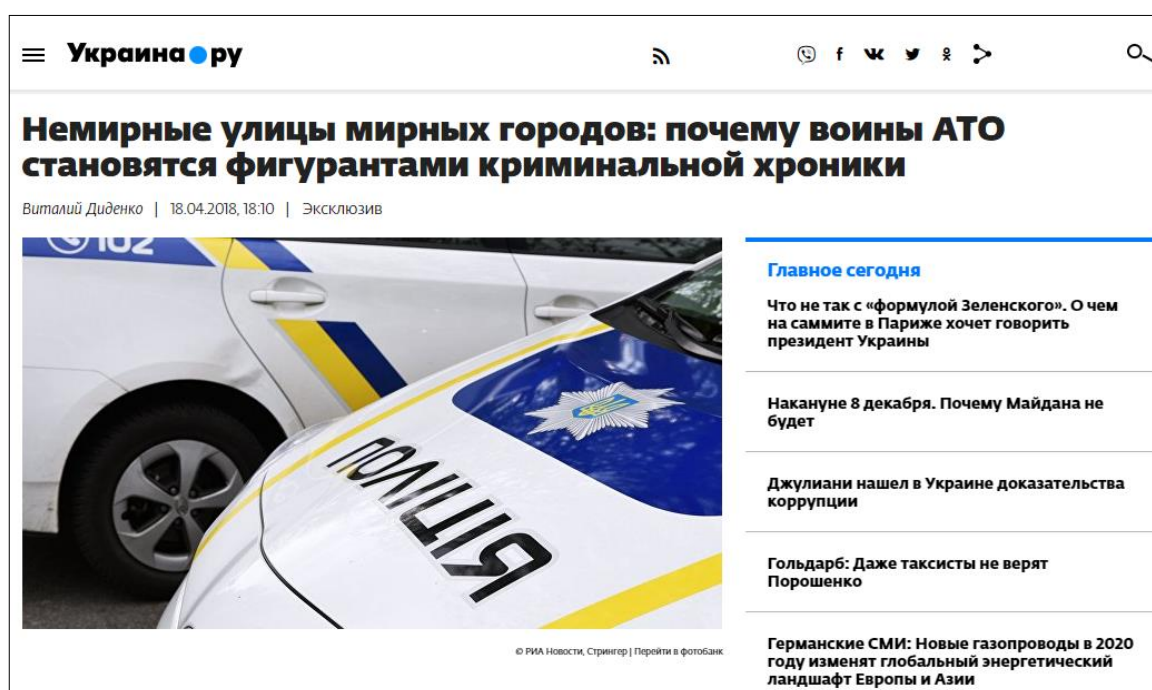 Украина ру
Немирные улицы мирных городов: почему воины АТО
становятся фигурантами криминальной хроники
Виталий Диденко | 18.04.2018, 18:10 | Эксклюзив
102
ПОЛІЦІЯ
© РИА Новости, Стрингер | Перейти в фотобанк
Главное сегодня
Что не так с «формулой Зеленского». О чем
на саммите в Париже хочет говорить
президент Украины
Накануне 8 декабря. Почему Майдана не
будет
Джулиани нашел в Украине доказательства
коррупции
Гольдарб: Даже таксисты не верят
Порошенко
Германские СМИ: Новые газопроводы в 2020
году изменят глобальный энергетический
ландшафт Европы и Азии